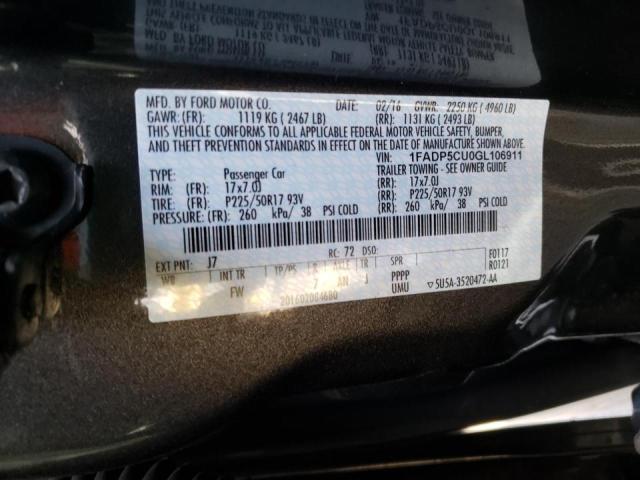 MFD. BY FORD MOTOR CO. DATE: 02/16 GVWR: 2250 KG ( 4960 LB)
GAWR: (FR): 1119 KG ( 2467 LB) (RR): 1131 KG ( 2493 LB)
THIS VEHICLE CONFORMS TO ALL APPLICABLE FEDERAL MOTOR VEHICLE SAFETY, BUMPER,
AND THEFT PREVENTION STANDARDS IN EFFECT ON THE DATE OF MANUFACTURE SHOWN ABOVE.
VIN: 1FADP5CU0GL106911
TYPE: Passenger Car TRAILER TOWING - SEE OWNER GUIDE
RIM: (FR): 17x7.0J (RR): 17x7.0J
TIRE: (FR): P225/50R17 93V (RR): P225/50R17 93V
PRESSURE: (FR): 260 kPa/ 38 PSI COLD (RR): 260 kPa/ 38 PSI COLD
EXT PNT: J7 RC: 72 DSO: F0117
R0121
WB INT TR TP/PS R AXLE TR SPR
FW 7 AN J PPPP
UMU
201602084680 ▽ 5U5A-3520472-AA